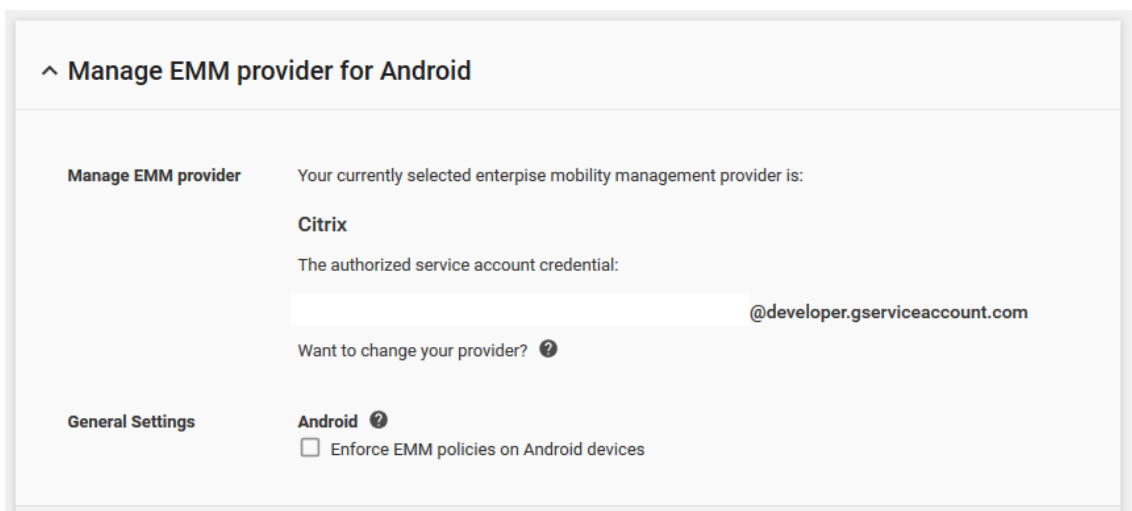 Manage EMM provider for Android
Manage EMM provider
Your currently selected enterpise mobility management provider is:
Citrix
The authorized service account credential:
@developer.gserviceaccount.com
Want to change your provider?
General Settings
Android
Enforce EMM policies on Android devices